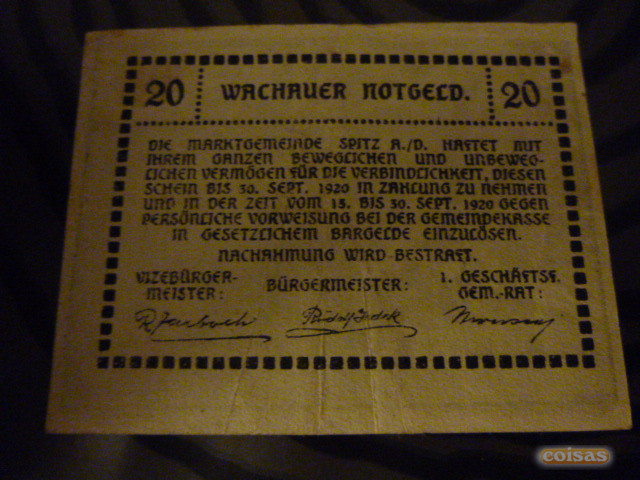 20 WACHAUER NOTGELD. 20
DIE MARKTGEMEINDE SPITZ A./D. HAFTET MIT
IHREM GANZEN BEWEGLICHEN UND UNBEWEG-
LICHEN VERMÖGEN FÜR DIE VERBINDLICHKEIT, DIESEN
SCHEIN BIS 30. SEPT. 1920 IN ZAHLUNG ZU NEHMEN
UND IN DER ZEIT VOM 15. BIS 30. SEPT. 1920 GEGEN
PERSÖNLICHE VORWEISUNG BEI DER GEMEINDEKASSE
IN GESETZLICHEM BARGELDE EINZULÖSEN.
NACHAHMUNG WIRD BESTRAFT.
VIZEBÜRGER-
MEISTER:
BÜRGERMEISTER:
1. GESCHÄFTSF.
GEM.-RAT:
coisas